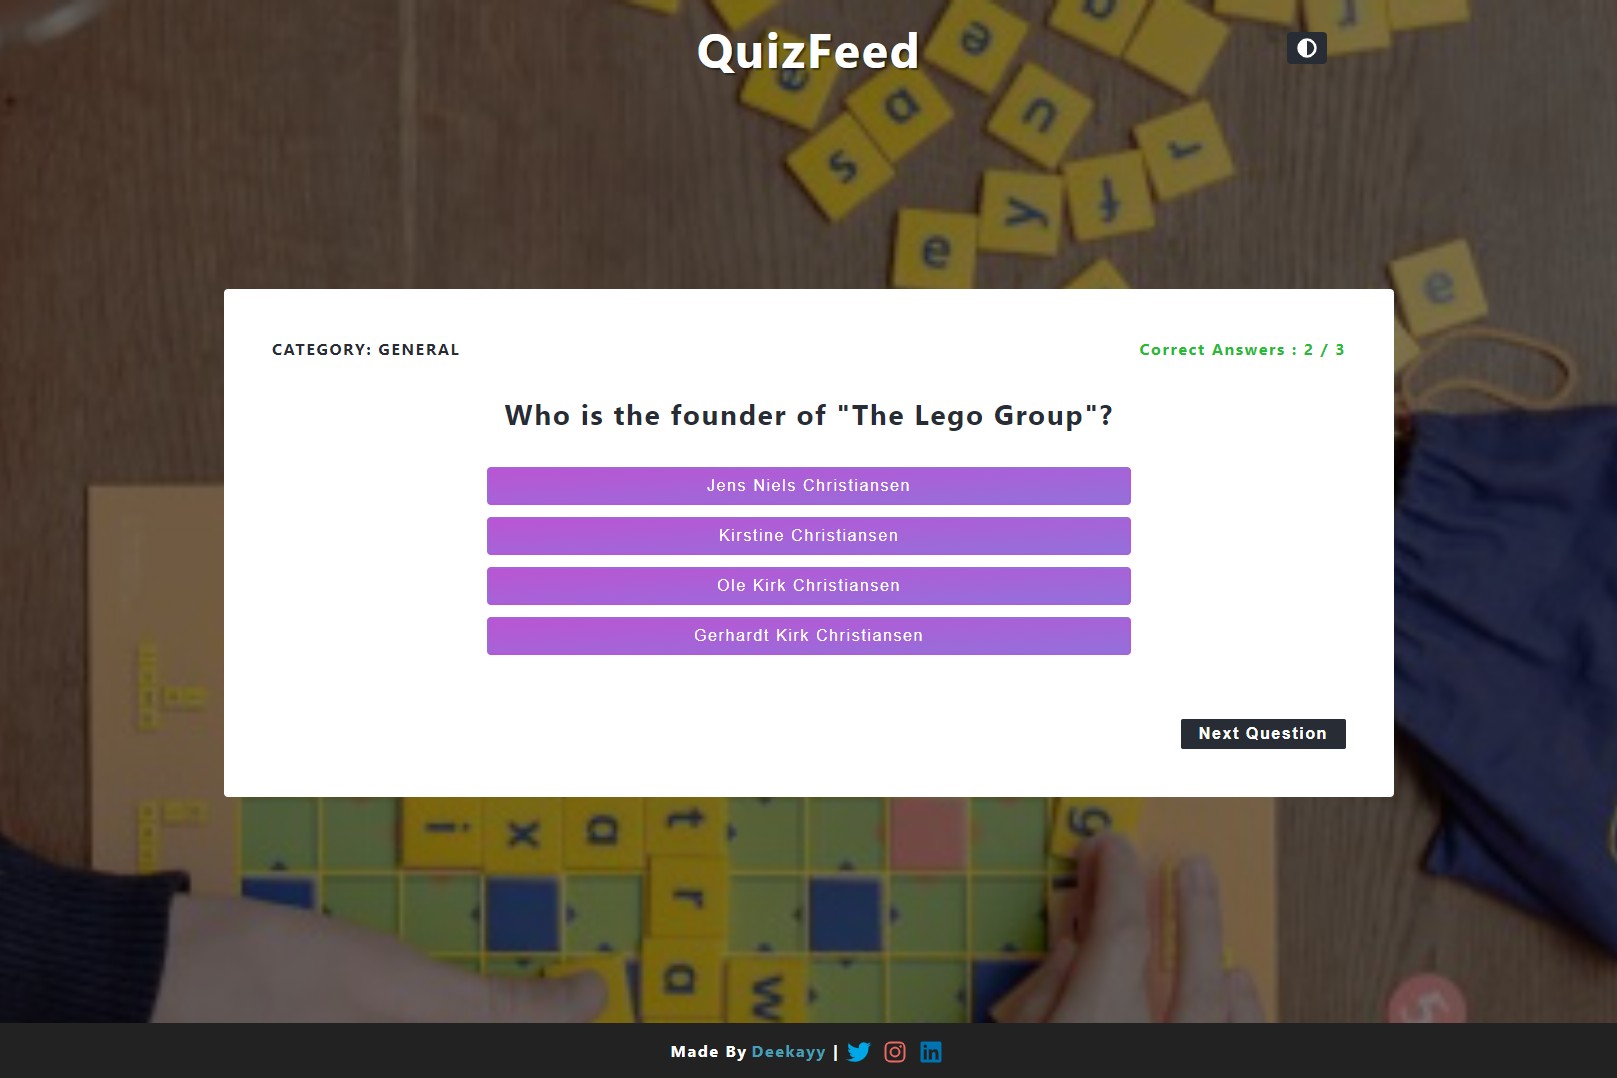 QuizFeed
CATEGORY: GENERAL
Correct Answers : 2 / 3
Who is the founder of "The Lego Group"?
Jens Niels Christiansen
Kirstine Christiansen
Ole Kirk Christiansen
Gerhardt Kirk Christiansen
Next Question
Made By Deekayy |